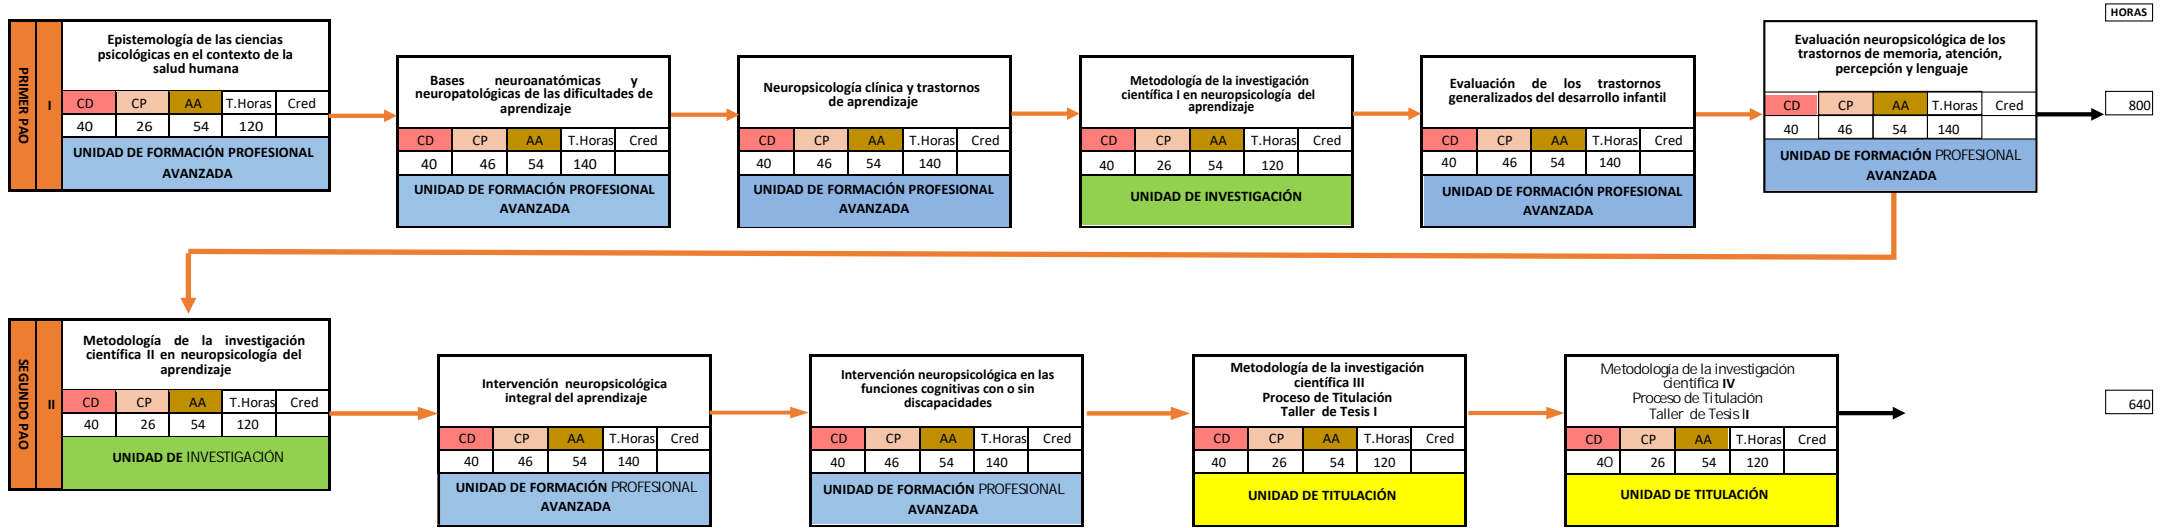 HORAS
PRIMER PAO
I
Epistemología de las ciencias
psicológicas en el contexto de la
salud humana
CD CP AA T.Horas Cred
40 26 54 120
UNIDAD DE FORMACIÓN PROFESIONAL
AVANZADA
Bases neuroanatómicas y
neuropatológicas de las dificultades de
aprendizaje
CD CP AA T.Horas Cred
40 46 54 140
UNIDAD DE FORMACIÓN PROFESIONAL
AVANZADA
Neuropsicología clínica y trastornos
de aprendizaje
CD CP AA T.Horas Cred
40 46 54 140
UNIDAD DE FORMACIÓN PROFESIONAL
AVANZADA
Metodología de la investigación
científica I en neuropsicología del
aprendizaje
CD CP AA T.Horas Cred
40 26 54 120
UNIDAD DE INVESTIGACIÓN
Evaluación de los trastornos
generalizados del desarrollo infantil
CD CP AA T.Horas Cred
40 46 54 140
UNIDAD DE FORMACIÓN PROFESIONAL
AVANZADA
Evaluación neuropsicológica de los
trastornos de memoria, atención,
percepción y lenguaje
CD CP AA T.Horas Cred
40 46 54 140
UNIDAD DE FORMACIÓN PROFESIONAL
AVANZADA
800
SEGUNDO PAO
II
Metodología de la investigación
científica II en neuropsicología del
aprendizaje
CD CP AA T.Horas Cred
40 26 54 120
UNIDAD DE INVESTIGACIÓN
Intervención neuropsicológica
integral del aprendizaje
CD CP AA T.Horas Cred
40 46 54 140
UNIDAD DE FORMACIÓN PROFESIONAL
AVANZADA
Intervención neuropsicológica en las
funciones cognitivas con o sin
discapacidades
CD CP AA T.Horas Cred
40 46 54 140
UNIDAD DE FORMACIÓN PROFESIONAL
AVANZADA
Metodología de la investigación
científica III
Proceso de Titulación
Taller de Tesis I
CD CP AA T.Horas Cred
40 26 54 120
UNIDAD DE TITULACIÓN
Metodología de la investigación
científica IV
Proceso de Titulación
Taller de Tesis II
CD CP AA T.Horas Cred
40 26 54 120
UNIDAD DE TITULACIÓN
640